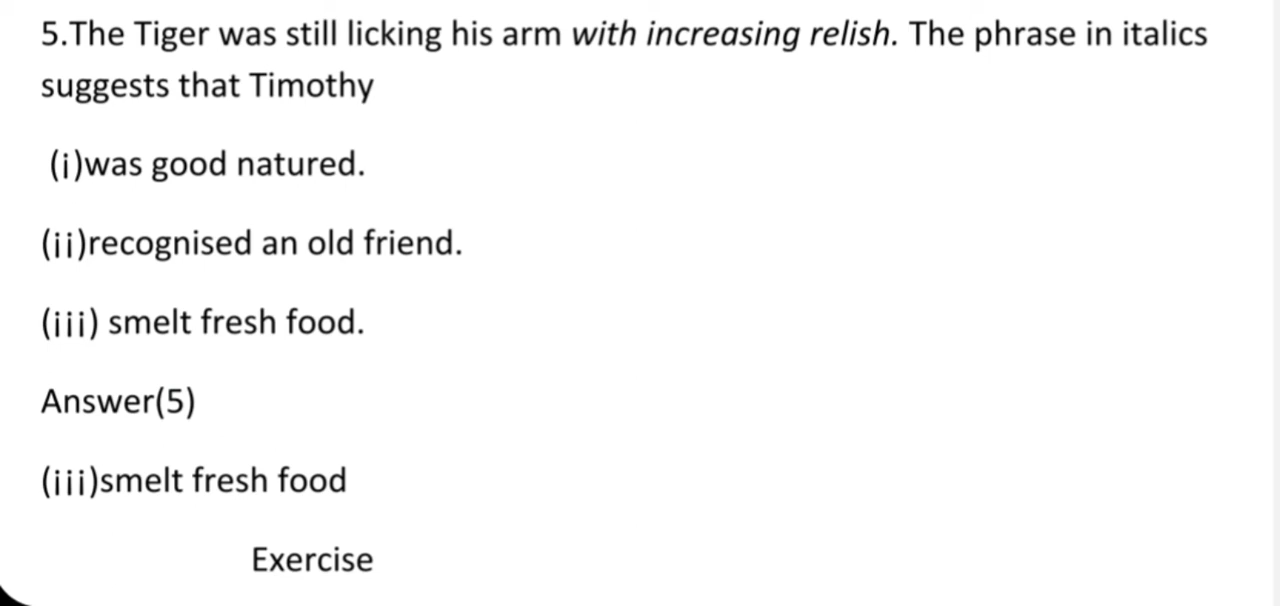 5.The Tiger was still licking his arm with increasing relish. The phrase in italics
suggests that Timothy
(i)was good natured.
(ii)recognised an old friend.
(iii) smelt fresh food.
Answer(5)
(iii)smelt fresh food
Exercise